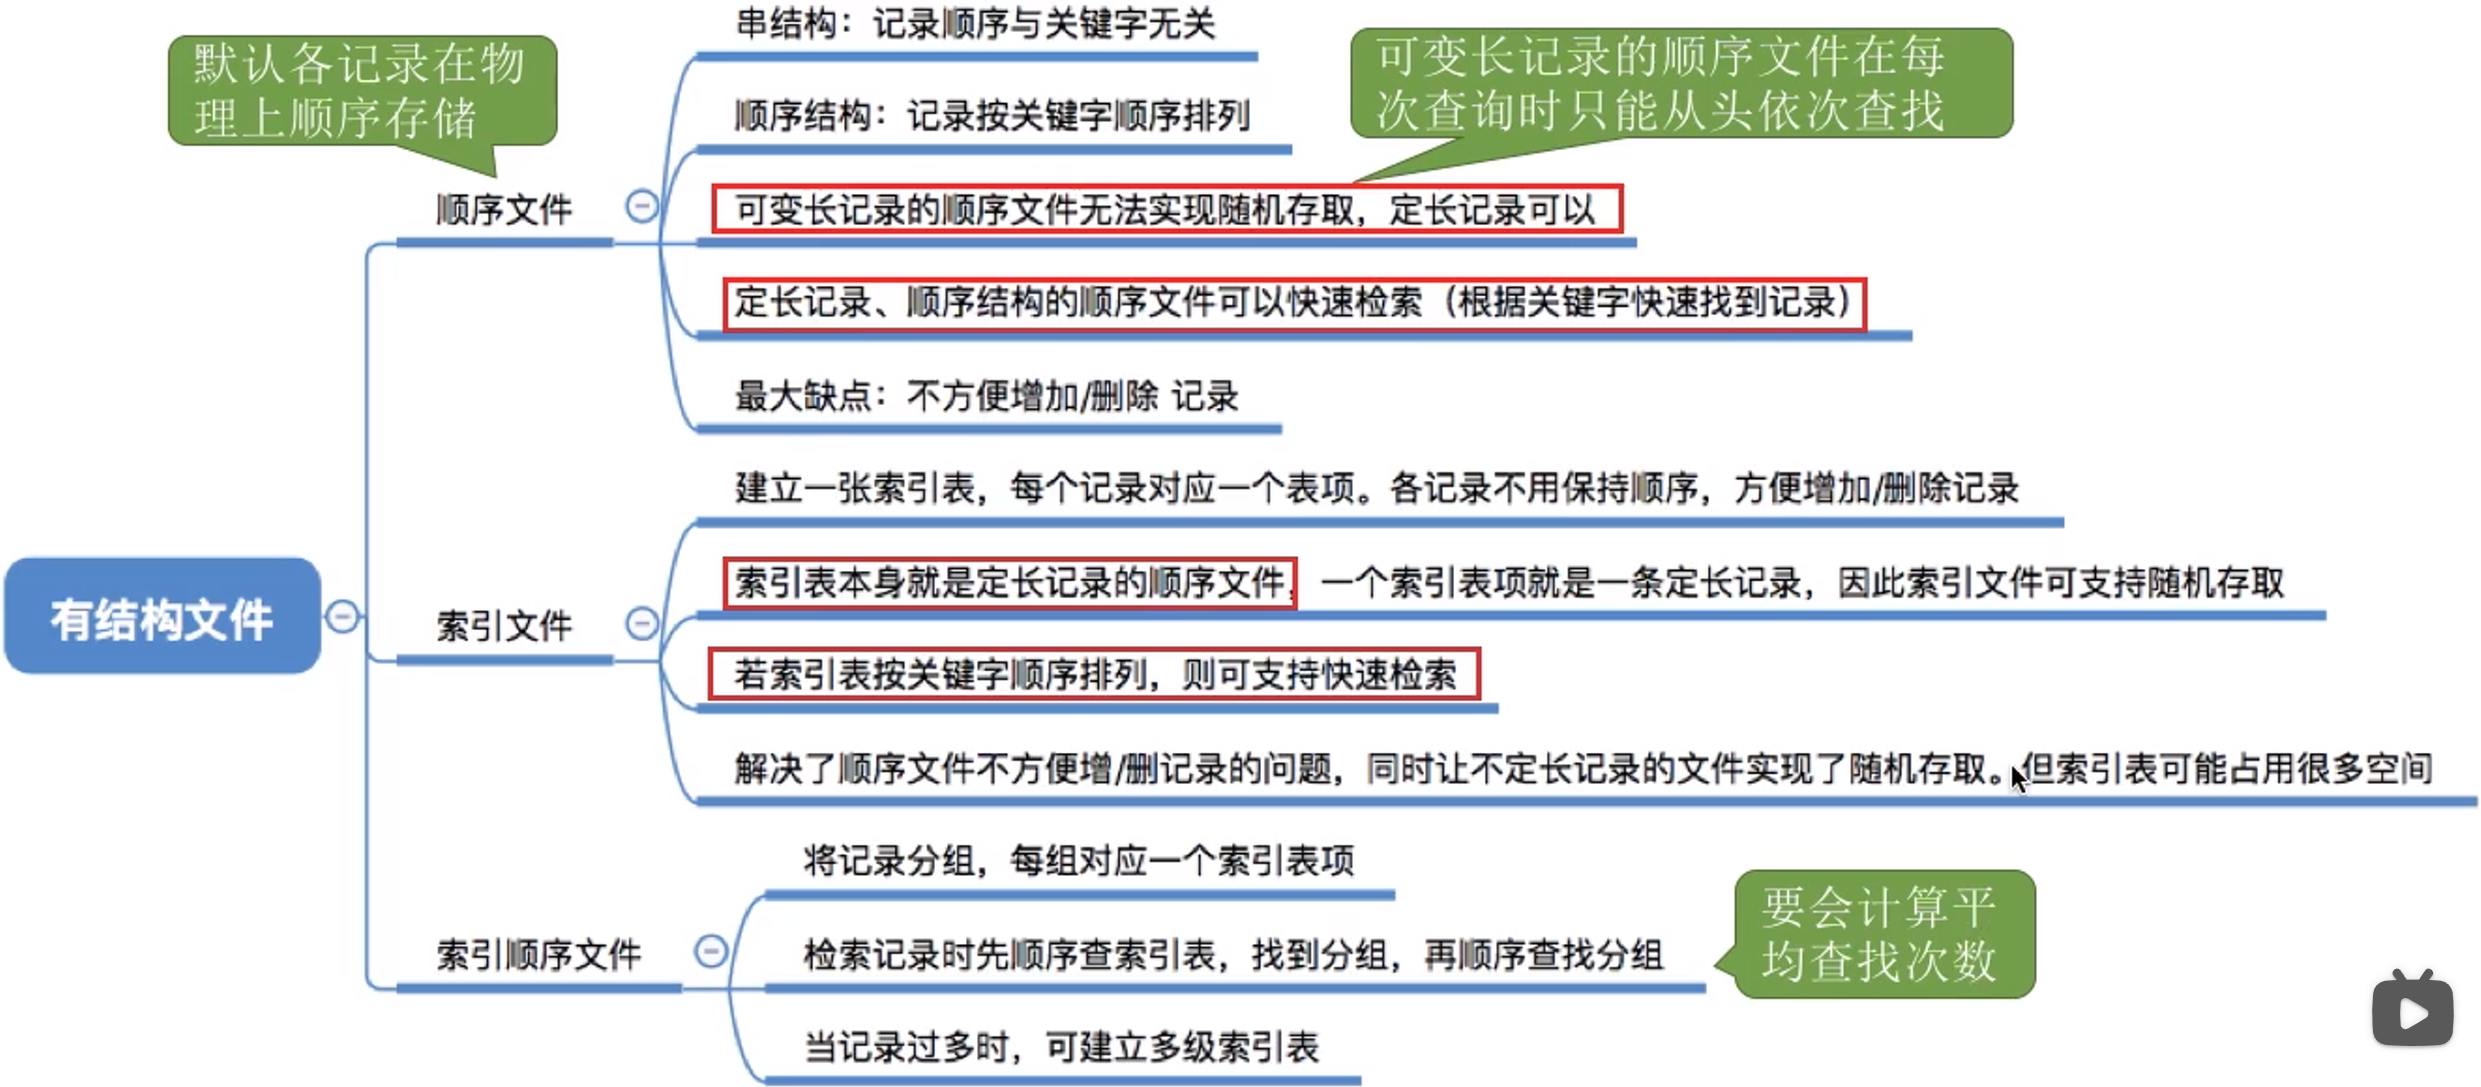 串结构：记录顺序与关键字无关
默认各记录在物
理上顺序存储
可变长记录的顺序文件在每
次查询时只能从头依次查找
顺序结构：记录按关键字顺序排列
顺序文件
可变长记录的顺序文件无法实现随机存取，定长记录可以
定长记录、顺序结构的顺序文件可以快速检索（根据关键字快速找到记录）
最大缺点：不方便增加/删除 记录
建立一张索引表，每个记录对应一个表项。各记录不用保持顺序，方便增加/删除记录
有结构文件
索引文件
索引表本身就是定长记录的顺序文件，一个索引表项就是一条定长记录，因此索引文件可支持随机存取
若索引表按关键字顺序排列，则可支持快速检索
解决了顺序文件不方便增/删记录的问题，同时让不定长记录的文件实现了随机存取。但索引表可能占用很多空间
将记录分组，每组对应一个索引表项
索引顺序文件
检索记录时先顺序查索引表，找到分组，再顺序查找分组
要会计算平
均查找次数
当记录过多时，可建立多级索引表